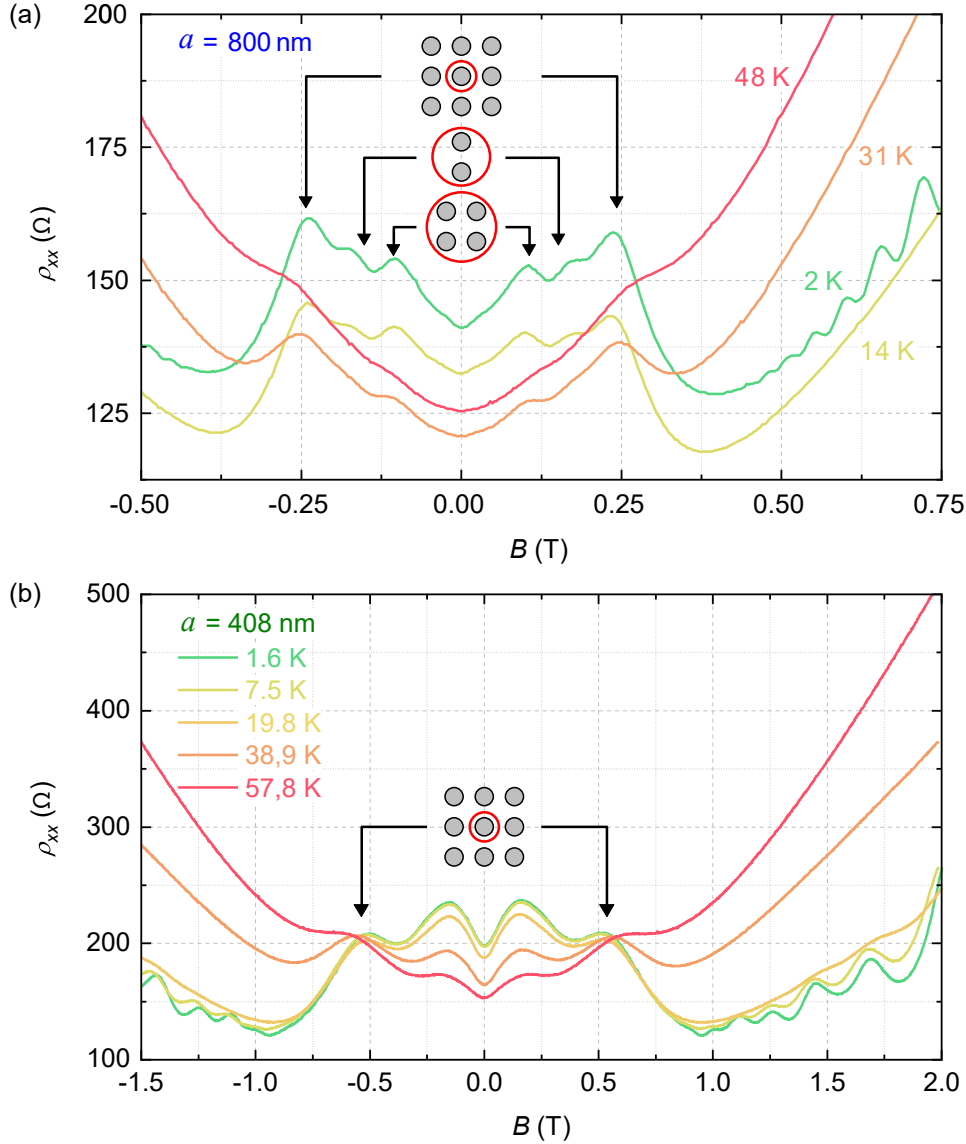 (a)
a = 800 nm
48 K
31 K
2 K
14 K
200
175
150
125
ρxx (Ω)
-0.50 -0.25 0.00 0.25 0.50 0.75
B (T)
(b)
a = 408 nm
1.6 K
7.5 K
19.8 K
38,9 K
57,8 K
500
400
300
200
100
ρxx (Ω)
-1.5 -1.0 -0.5 0.0 0.5 1.0 1.5 2.0
B (T)